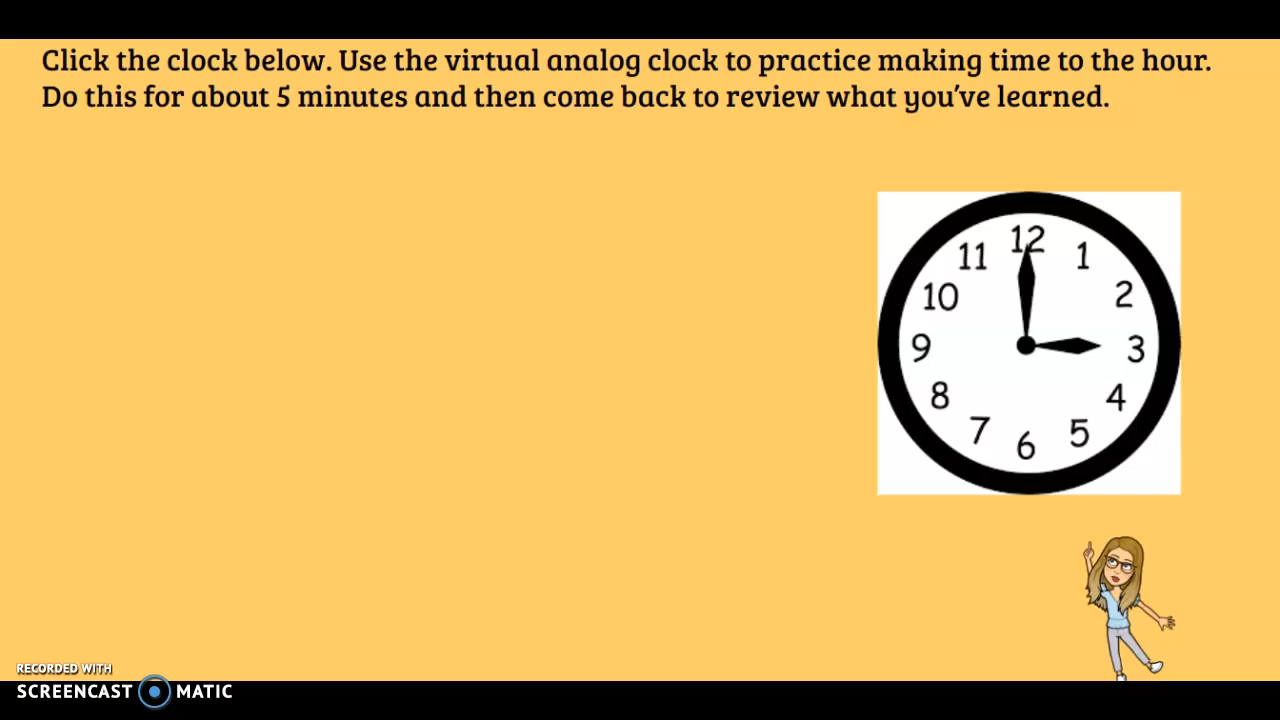 Click the clock below. Use the virtual analog clock to practice making time to the hour.
Do this for about 5 minutes and then come back to review what you’ve learned.
12
11 1
10 2
9 3
8 4
7 5
6
RECORDED WITH
SCREENCAST MATIC